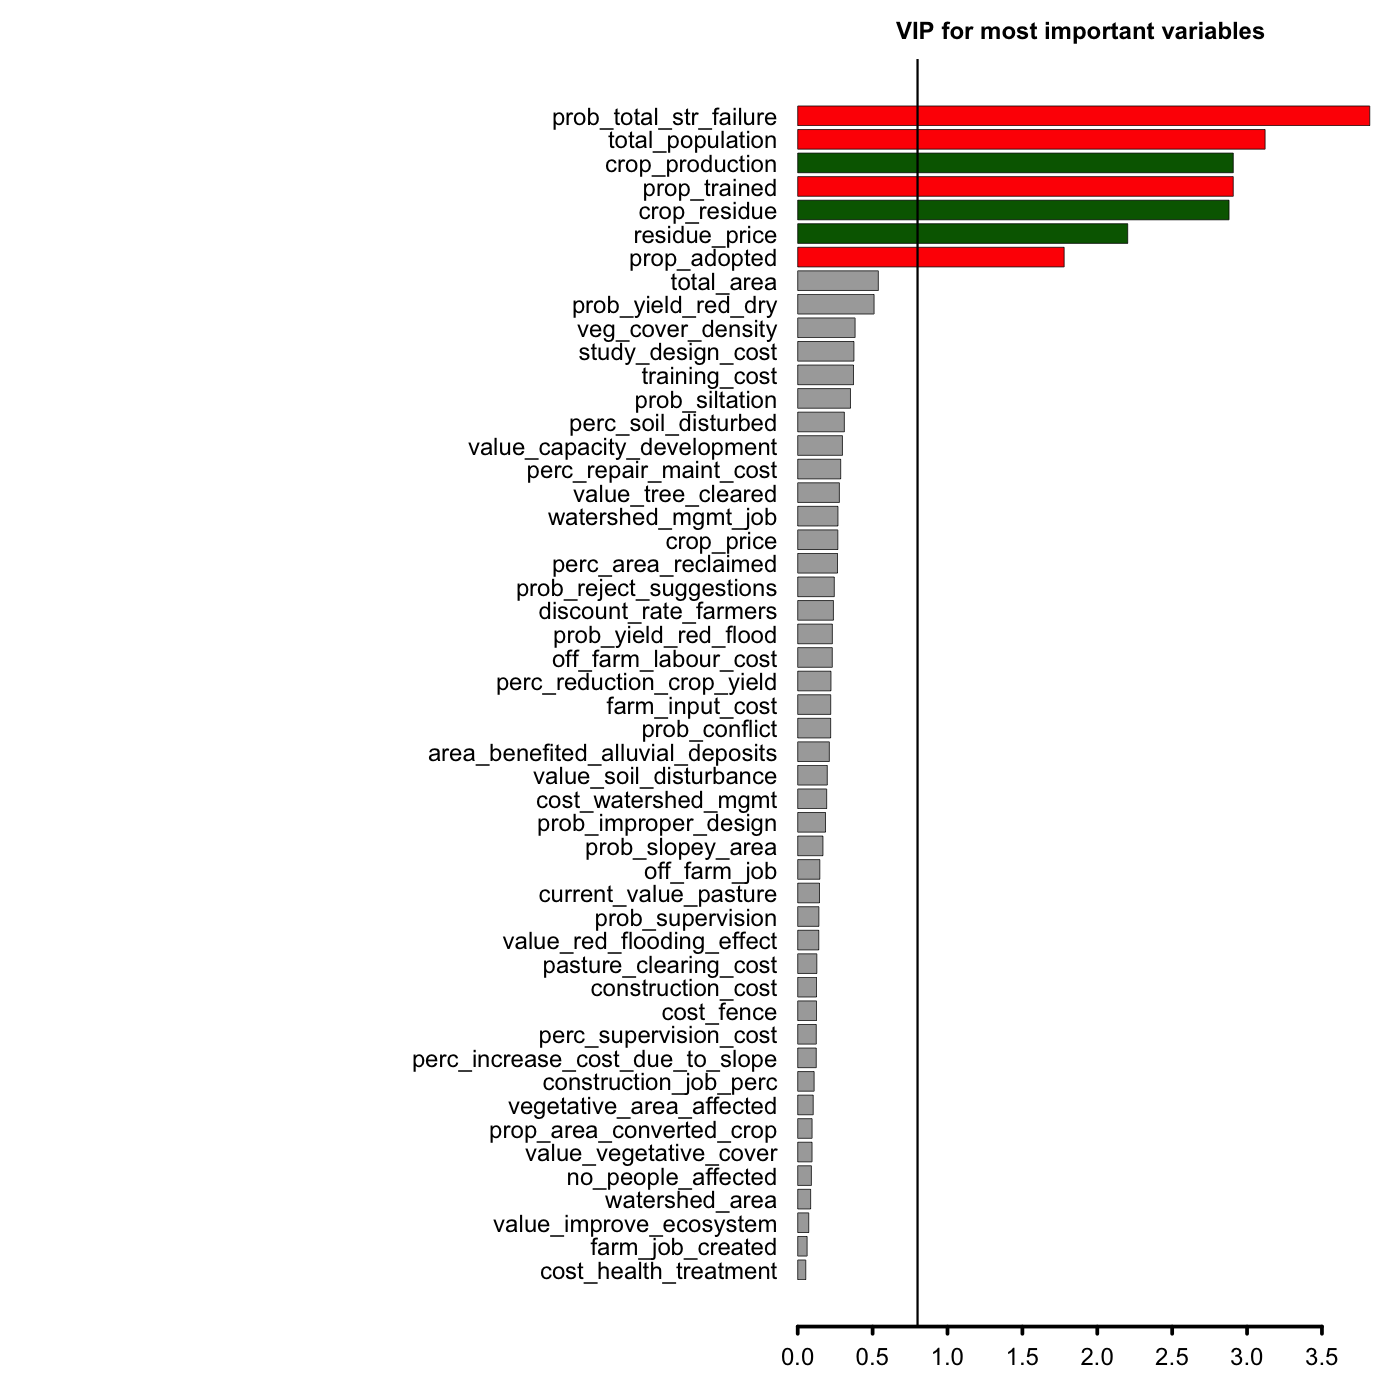 VIP for most important variables
prob_total_str_failure
total_population
crop_production
prop_trained
crop_residue
residue_price
prop_adopted
total_area
prob_yield_red_dry
veg_cover_density
study_design_cost
training_cost
prob_siltation
perc_soil_disturbed
value_capacity_development
perc_repair_maint_cost
value_tree_cleared
watershed_mgmt_job
crop_price
perc_area_reclaimed
prob_reject_suggestions
discount_rate_farmers
prob_yield_red_flood
off_farm_labour_cost
perc_reduction_crop_yield
farm_input_cost
prob_conflict
area_benefited_alluvial_deposits
value_soil_disturbance
cost_watershed_mgmt
prob_improper_design
prob_slopey_area
off_farm_job
current_value_pasture
prob_supervision
value_red_flooding_effect
pasture_clearing_cost
construction_cost
cost_fence
perc_supervision_cost
perc_increase_cost_due_to_slope
construction_job_perc
vegetative_area_affected
prop_area_converted_crop
value_vegetative_cover
no_people_affected
watershed_area
value_improve_ecosystem
farm_job_created
cost_health_treatment
0.0 0.5 1.0 1.5 2.0 2.5 3.0 3.5